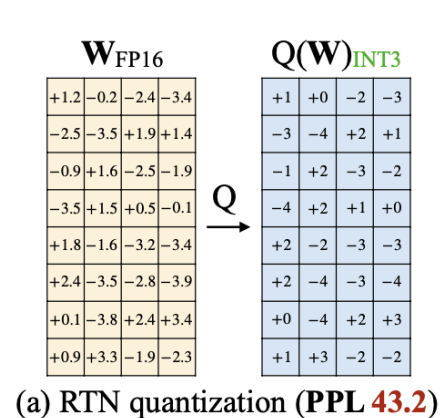 W_FP16 Q(W)_INT3
+1.2 −0.2 −2.4 −3.4 +1 +0 −2 −3
−2.5 −3.5 +1.9 +1.4 −3 −4 +2 +1
−0.9 +1.6 −2.5 −1.9 −1 +2 −3 −2
−3.5 +1.5 +0.5 −0.1 Q −4 +2 +1 +0
+1.8 −1.6 −3.2 −3.4 +2 −2 −3 −3
+2.4 −3.5 −2.8 −3.9 +2 −4 −3 −4
+0.1 −3.8 +2.4 +3.4 +0 −4 +2 +3
+0.9 +3.3 −1.9 −2.3 +1 +3 −2 −2
(a) RTN quantization (PPL 43.2)